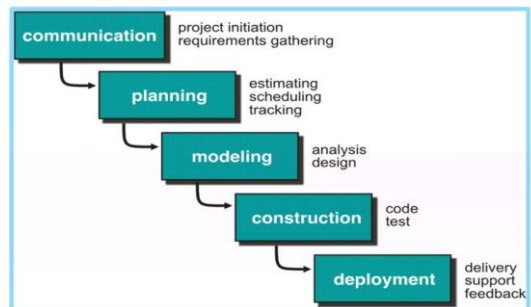 communication
project initiation
requirements gathering
planning
estimating
scheduling
tracking
modeling
analysis
design
construction
code
test
deployment
delivery
support
feedback